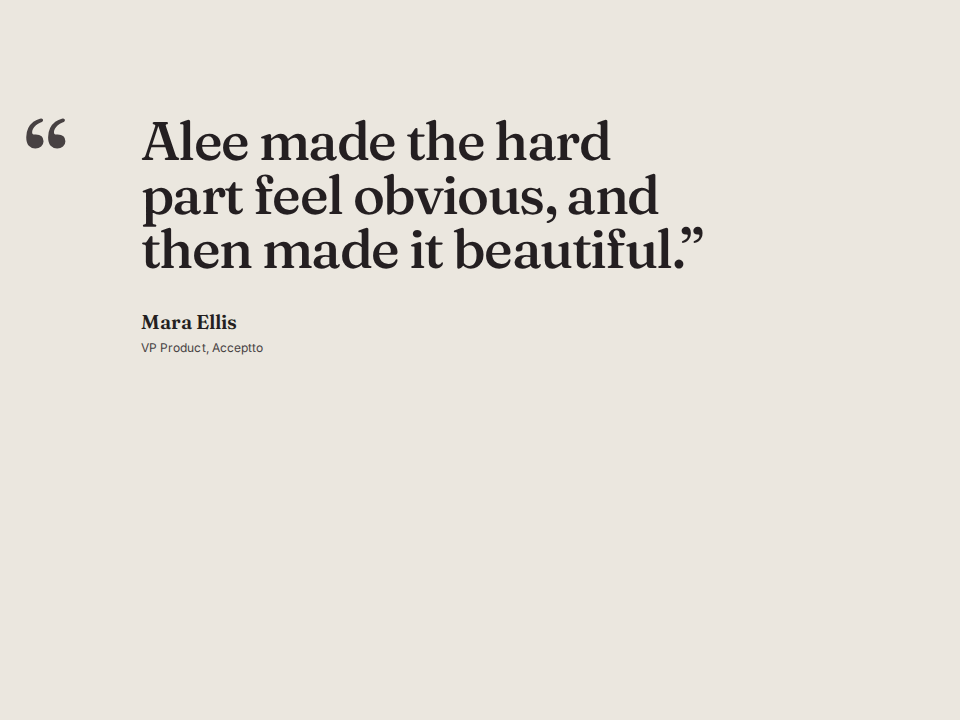 “Alee made the hard
part feel obvious, and
then made it beautiful.”
Mara Ellis
VP Product, Acceptto